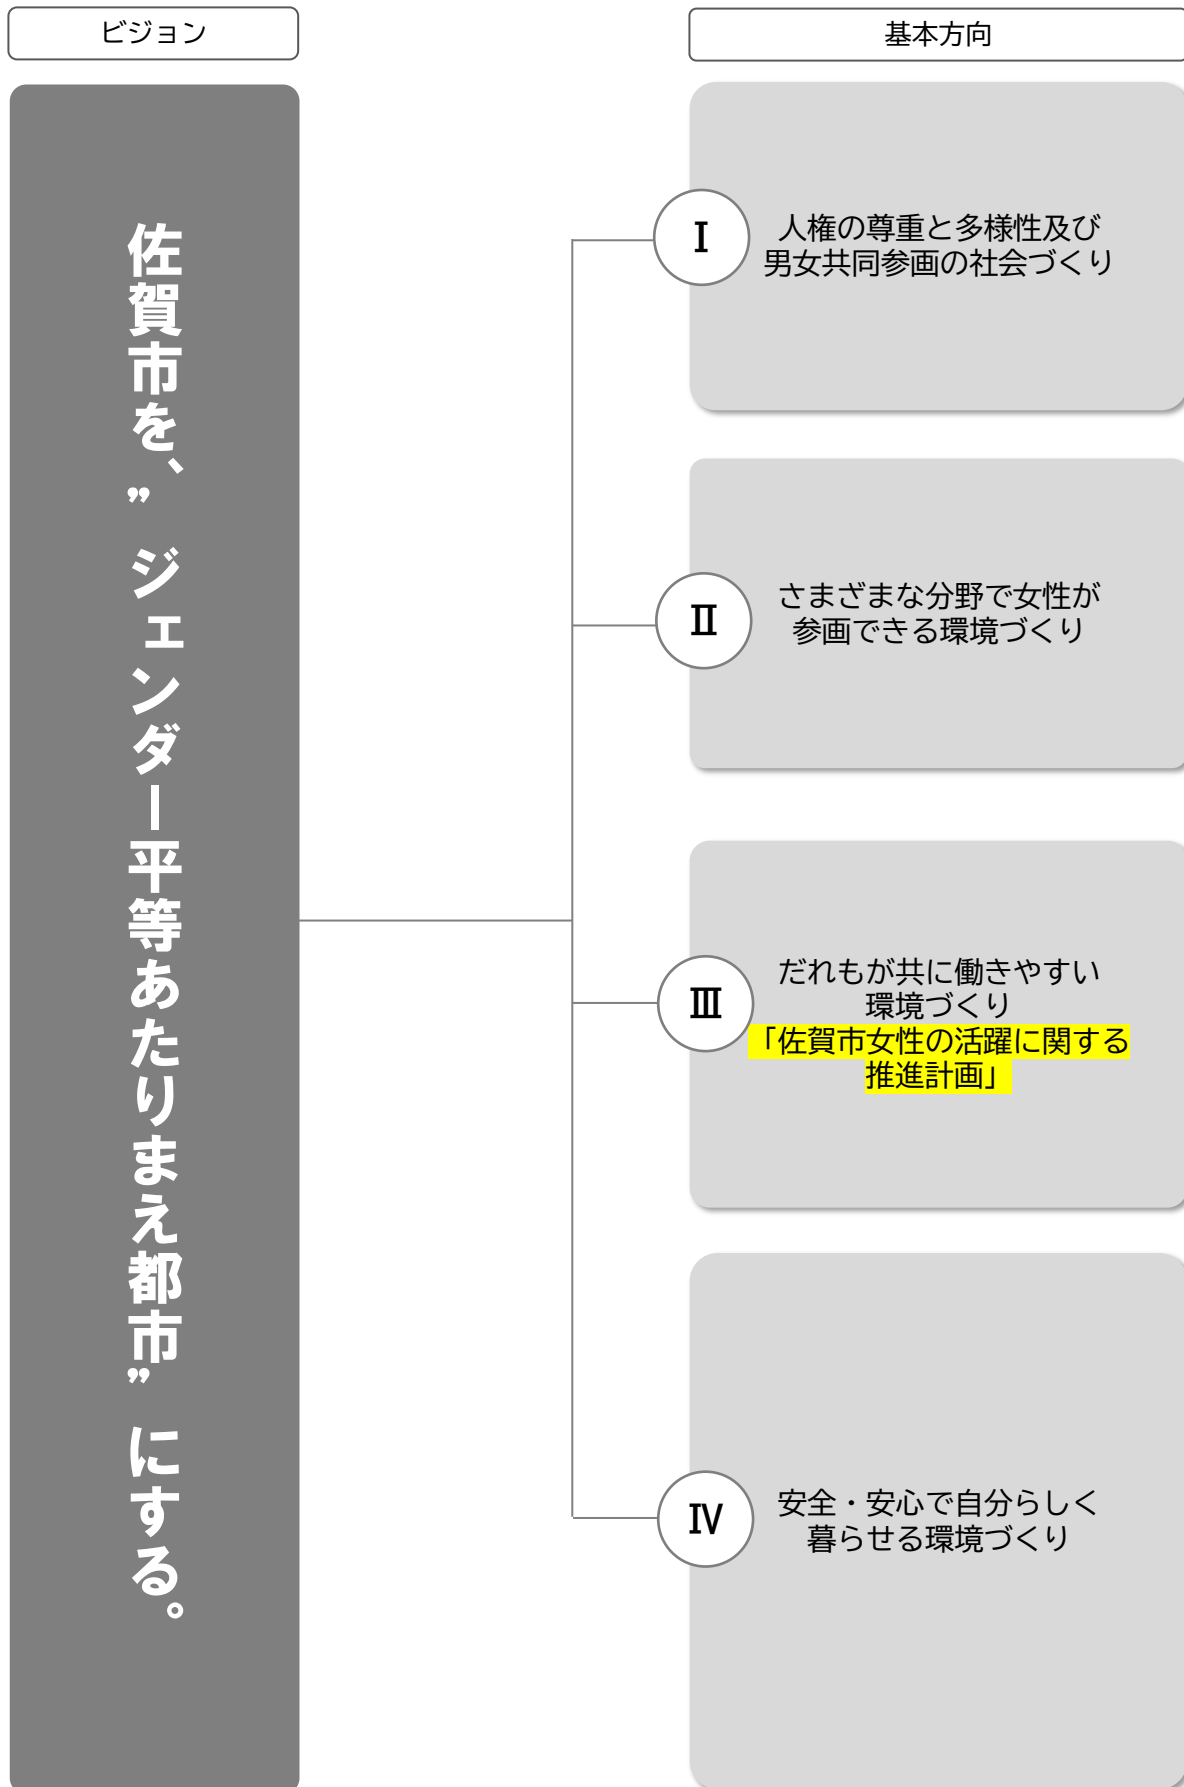 ビジョン
基本方向
佐賀市を、”ジェンダー平等あたりまえ都市”にする。
Ⅰ
人権の尊重と多様性及び
男女共同参画の社会づくり
Ⅱ
さまざまな分野で女性が
参画できる環境づくり
Ⅲ
だれもが共に働きやすい
環境づくり
「佐賀市女性の活躍に関する
推進計画」
Ⅳ
安全・安心で自分らしく
暮らせる環境づくり